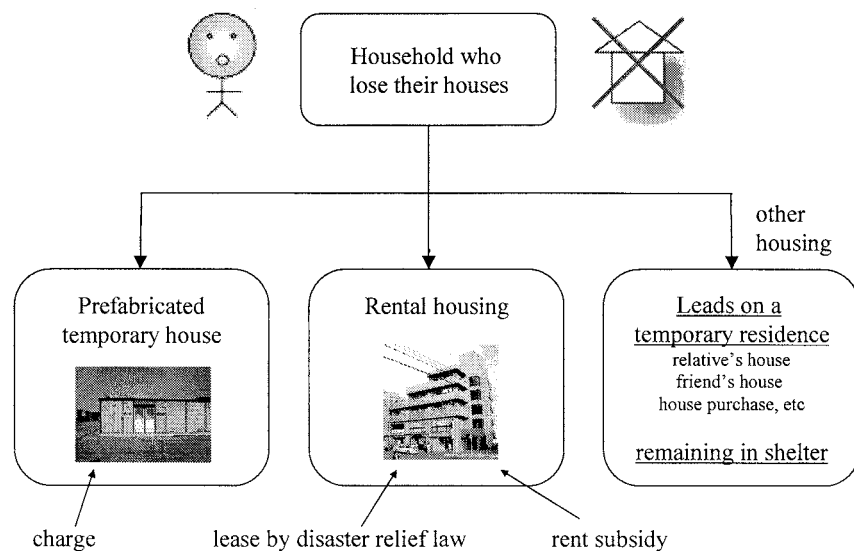 Household who
lose their houses
other
housing
Prefabricated
temporary house
Rental housing
Leads on a
temporary residence
relative's house
friend's house
house purchase, etc
remaining in shelter
charge
lease by disaster relief law
rent subsidy